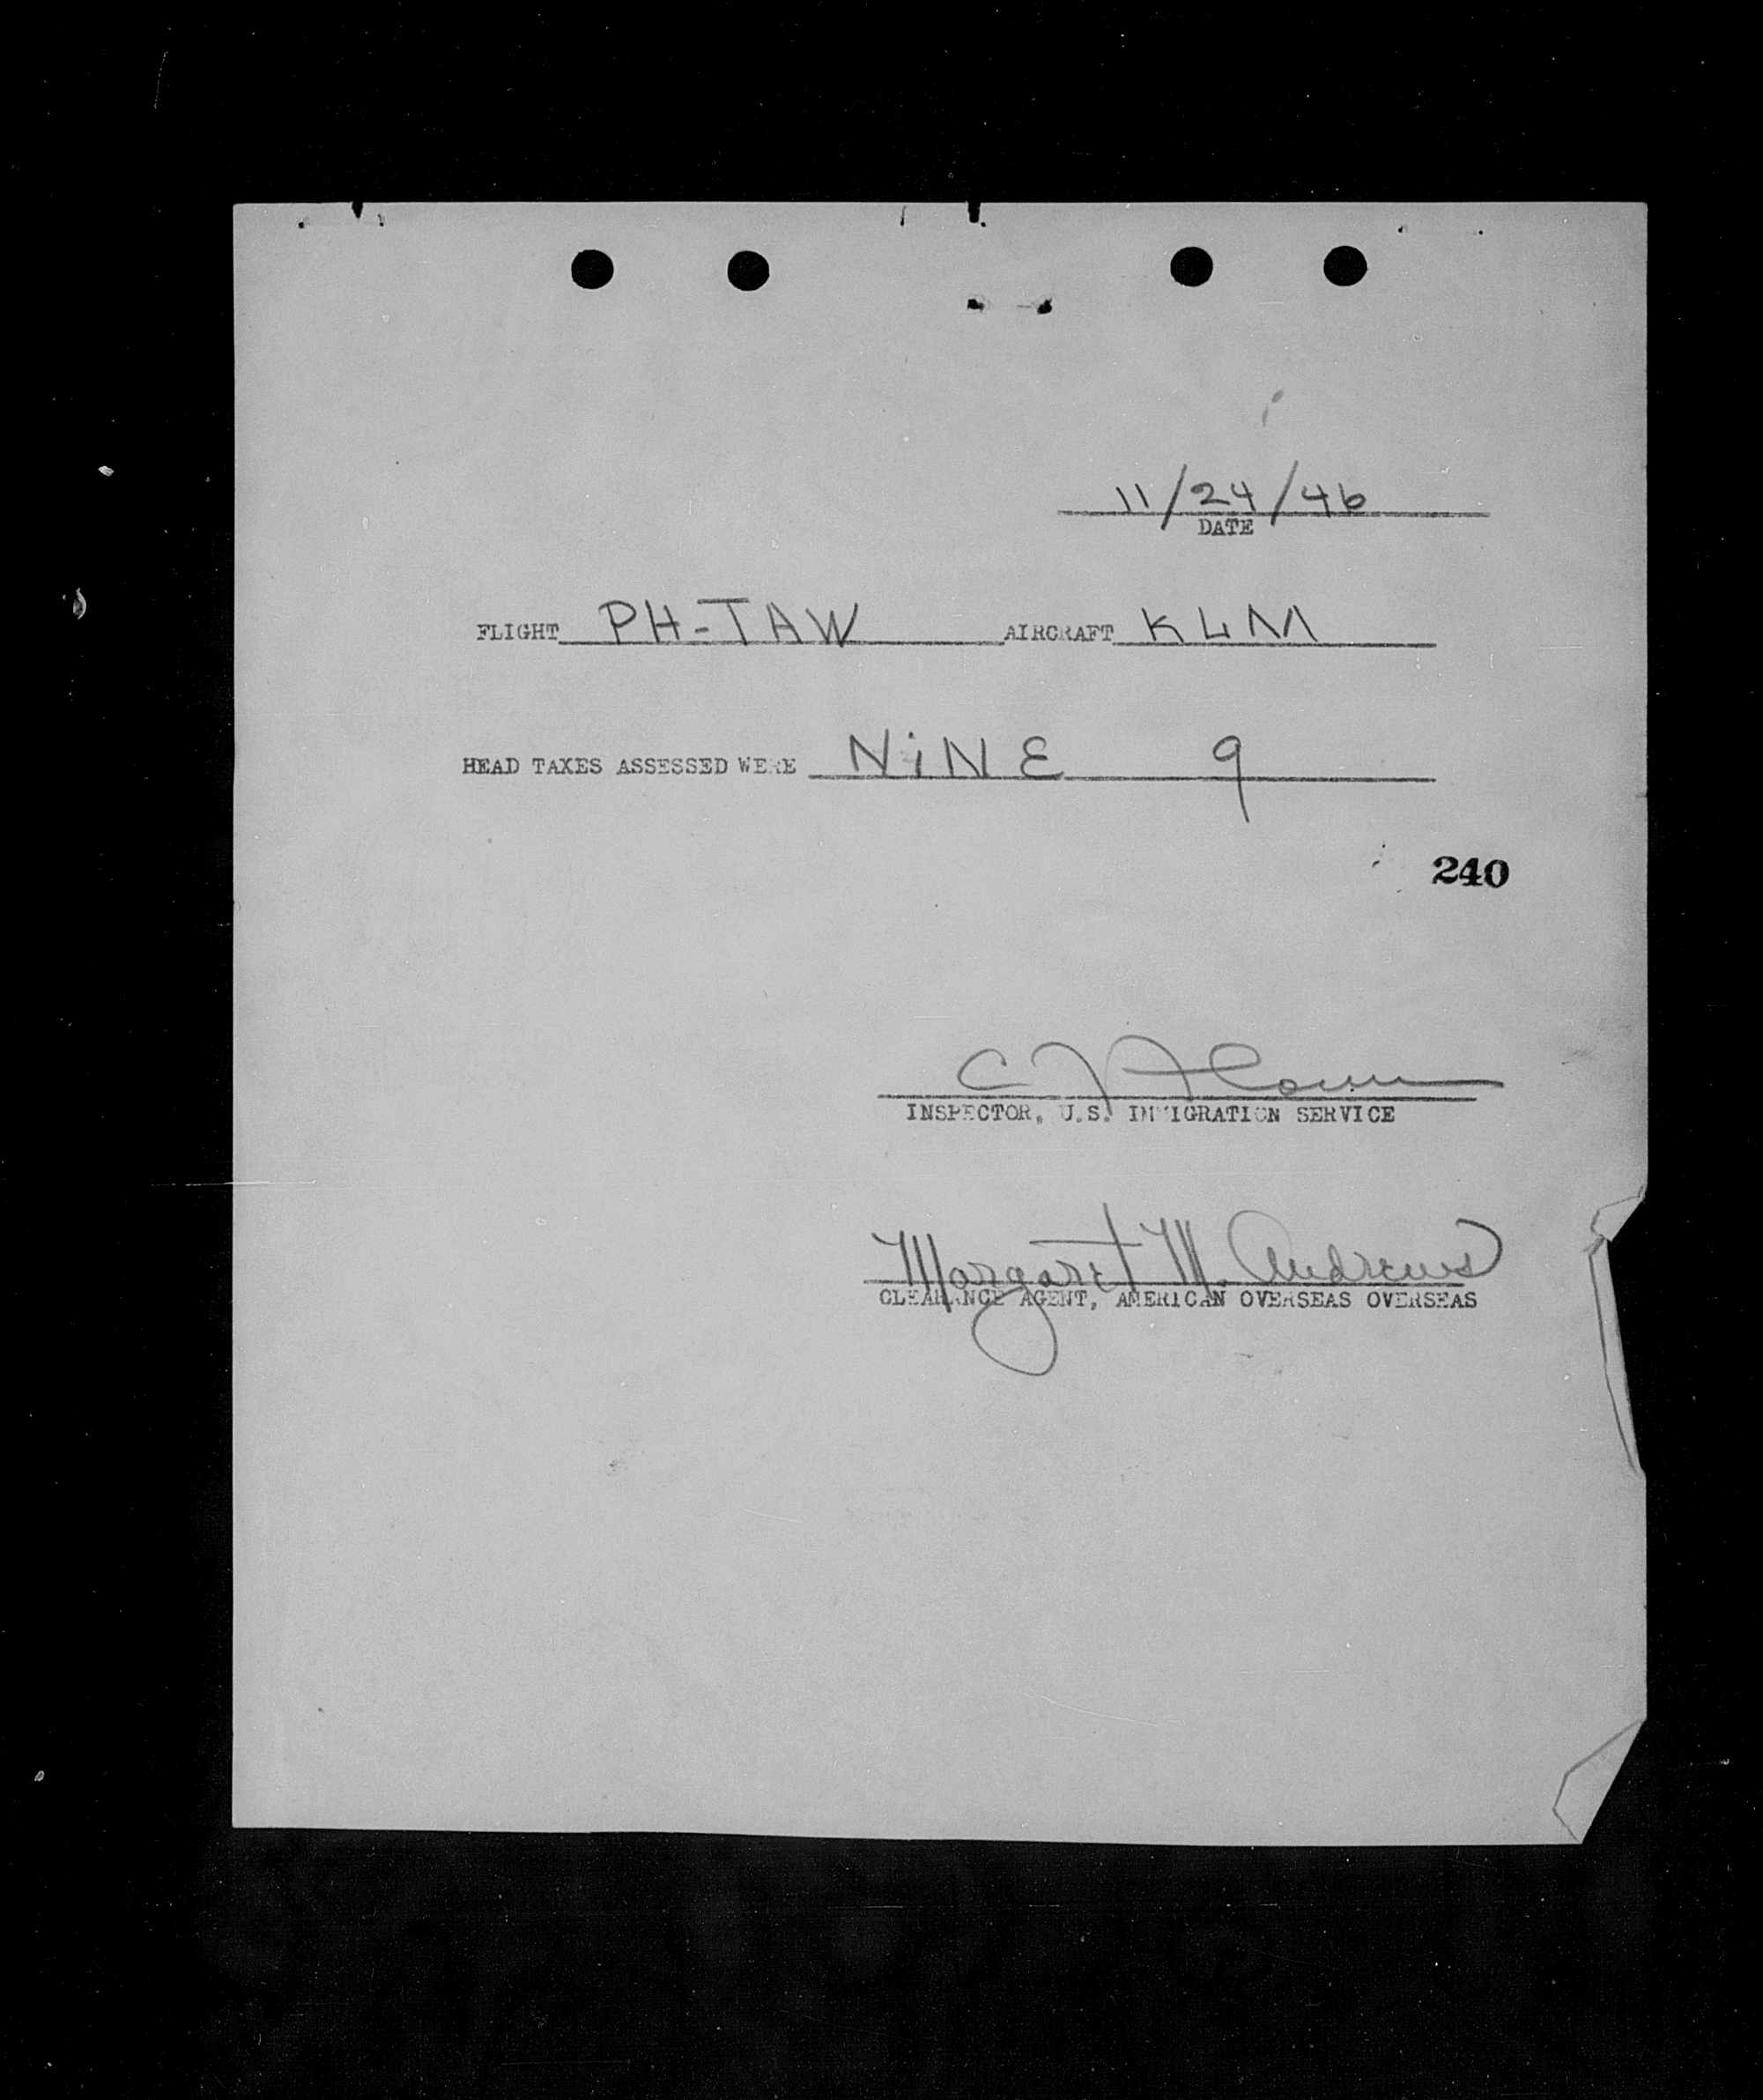 11/24/46
DATE
FLIGHT PH-TAW AIRCRAFT KLM
HEAD TAXES ASSESSED WERE NiNE 9
240
INSPECTOR, U.S. IMMIGRATION SERVICE
Margaret M. Andrews
CLEARANCE AGENT, AMERICAN OVERSEAS OVERSEAS